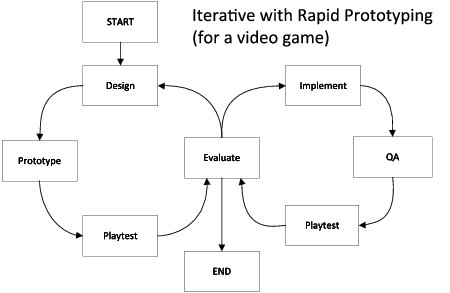 START
Iterative with Rapid Prototyping
(for a video game)
Design
Implement
Prototype
Evaluate
QA
Playtest
Playtest
END